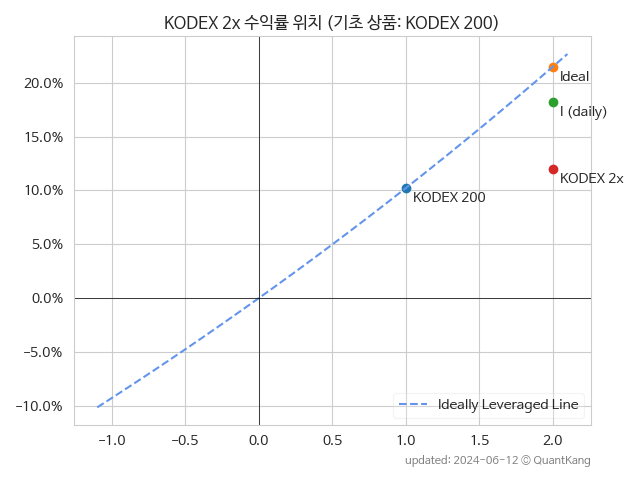 KODEX 2x 수익률 위치 (기초 상품: KODEX 200)
20.0%
15.0%
10.0%
5.0%
0.0%
−5.0%
−10.0%
Ideal
I (daily)
KODEX 2x
KODEX 200
Ideally Leveraged Line
−1.0 −0.5 0.0 0.5 1.0 1.5 2.0
updated: 2024-06-12 © QuantKang